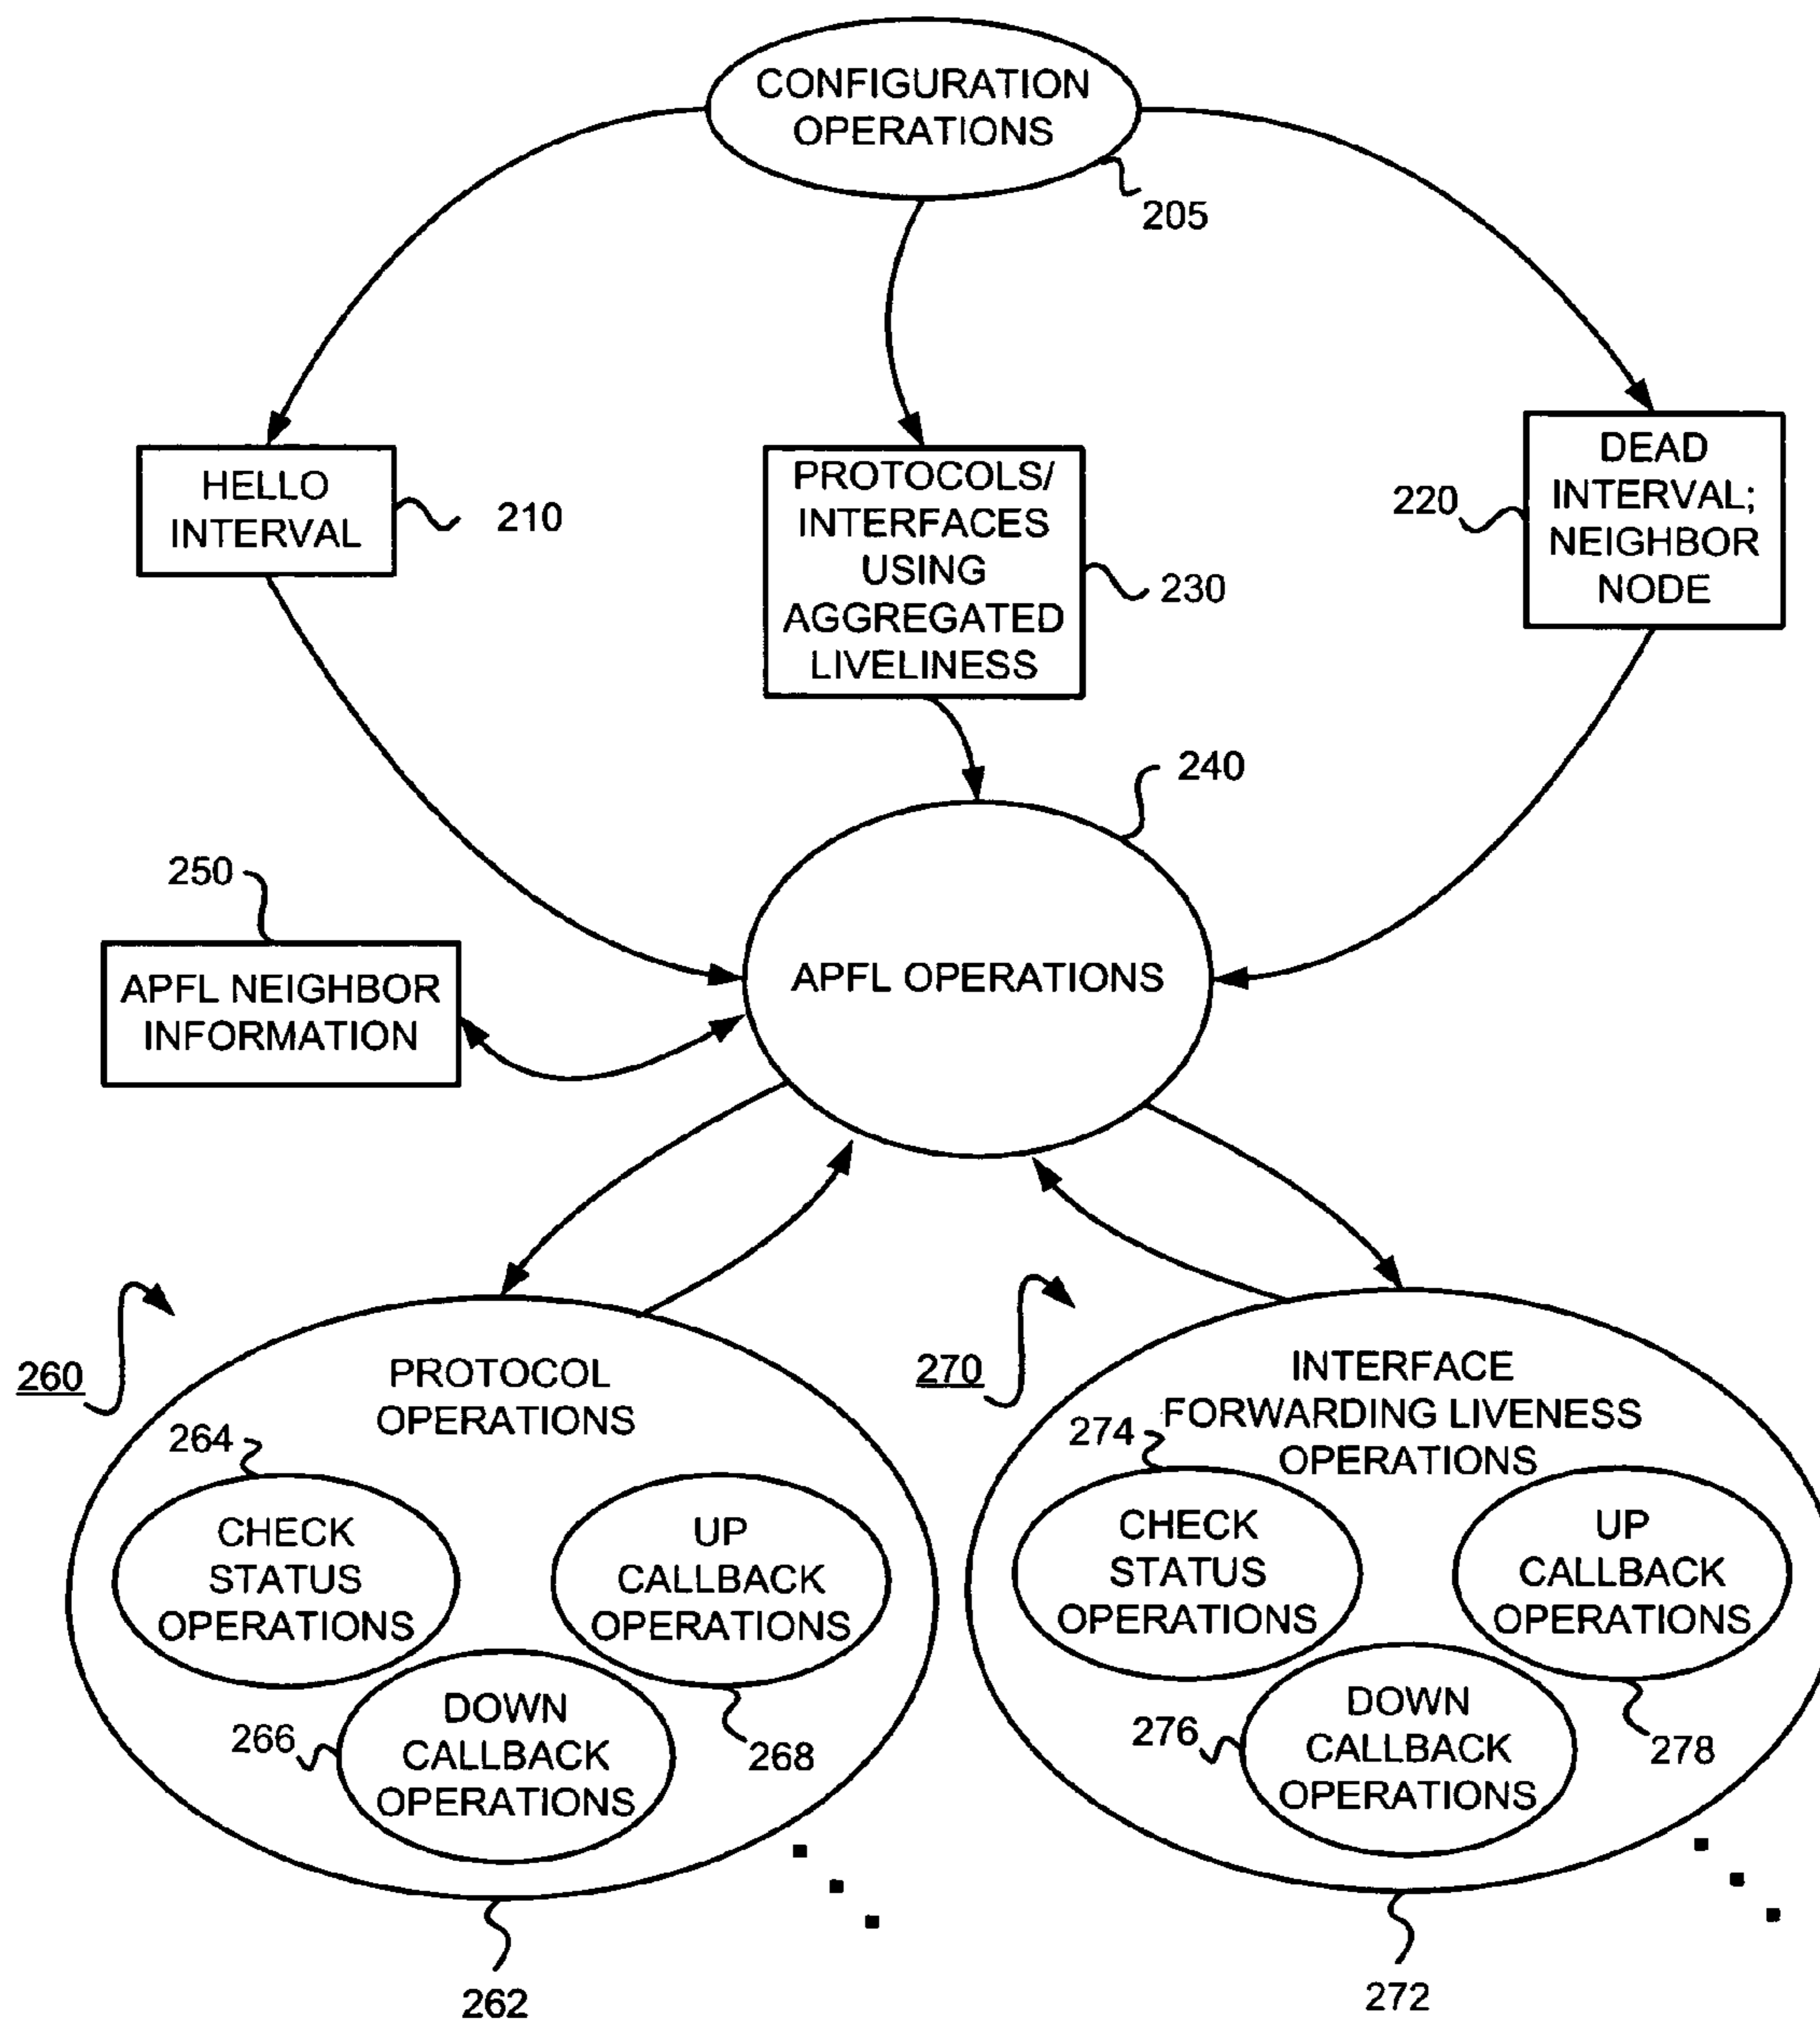 CONFIGURATION
OPERATIONS
205
HELLO
INTERVAL
210
PROTOCOLS/
INTERFACES
USING
AGGREGATED
LIVELINESS
230
DEAD
INTERVAL;
NEIGHBOR
NODE
220
240
APFL OPERATIONS
250
APFL NEIGHBOR
INFORMATION
260
PROTOCOL
OPERATIONS
264
CHECK
STATUS
OPERATIONS
UP
CALLBACK
OPERATIONS
266
DOWN
CALLBACK
OPERATIONS
268
262
270
INTERFACE
FORWARDING LIVENESS
OPERATIONS
274
CHECK
STATUS
OPERATIONS
UP
CALLBACK
OPERATIONS
276
DOWN
CALLBACK
OPERATIONS
278
272